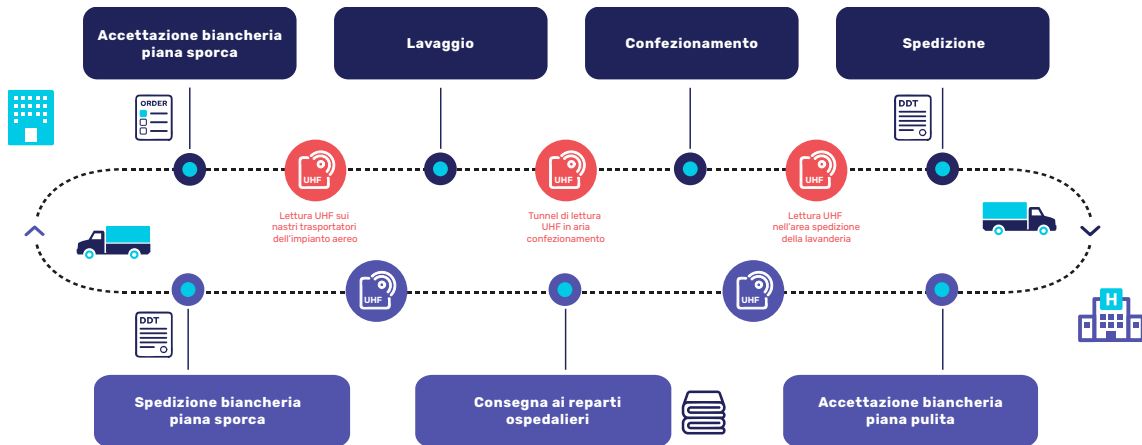 Accettazione biancheria
piana sporca
Lavaggio
Confezionamento
Spedizione
ORDER
DDT
UHF
UHF
UHF
Lettura UHF sui
nastri trasportatori
dell'impianto aereo
Tunnel di lettura
UHF in aria
confezionamento
Lettura UHF
nell'area spedizione
della lavanderia
UHF
UHF
H
DDT
Spedizione biancheria
piana sporca
Consegna ai reparti
ospedalieri
Accettazione biancheria
piana pulita